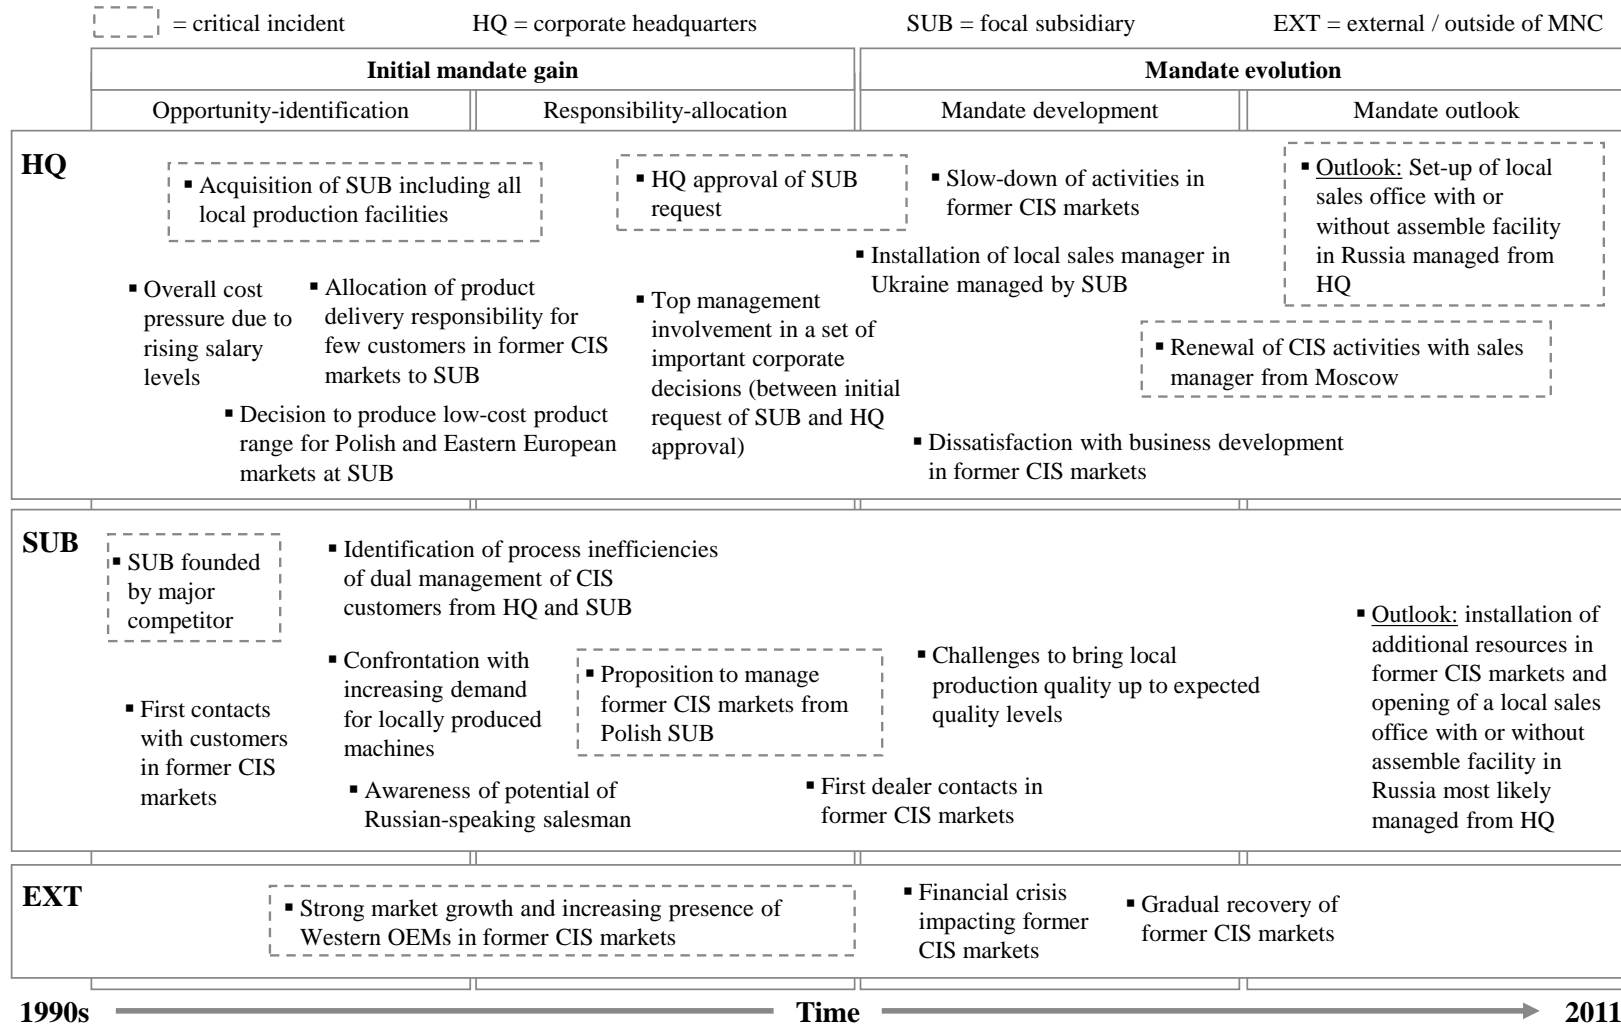 = critical incident
HQ = corporate headquarters
SUB = focal subsidiary
EXT = external / outside of MNC
Initial mandate gain
Mandate evolution
Opportunity-identification
Responsibility-allocation
Mandate development
Mandate outlook
HQ
▪ Acquisition of SUB including all
local production facilities
▪ HQ approval of SUB
request
▪ Slow-down of activities in
former CIS markets
▪ Outlook: Set-up of local
sales office with or
without assemble facility
in Russia managed from
HQ
▪ Installation of local sales manager in
Ukraine managed by SUB
▪ Overall cost
pressure due to
rising salary
levels
▪ Allocation of product
delivery responsibility for
few customers in former CIS
markets to SUB
▪ Top management
involvement in a set of
important corporate
decisions (between initial
request of SUB and HQ
approval)
▪ Renewal of CIS activities with sales
manager from Moscow
▪ Decision to produce low-cost product
range for Polish and Eastern European
markets at SUB
▪ Dissatisfaction with business development
in former CIS markets
SUB
▪ SUB founded
by major
competitor
▪ Identification of process inefficiencies
of dual management of CIS
customers from HQ and SUB
▪ Outlook: installation of
additional resources in
former CIS markets and
opening of a local sales
office with or without
assemble facility in
Russia most likely
managed from HQ
▪ Confrontation with
increasing demand
for locally produced
machines
▪ Proposition to manage
former CIS markets from
Polish SUB
▪ Challenges to bring local
production quality up to expected
quality levels
▪ First contacts
with customers
in former CIS
markets
▪ Awareness of potential of
Russian-speaking salesman
▪ First dealer contacts in
former CIS markets
EXT
▪ Strong market growth and increasing presence of
Western OEMs in former CIS markets
▪ Financial crisis
impacting former
CIS markets
▪ Gradual recovery of
former CIS markets
1990s
Time
2011